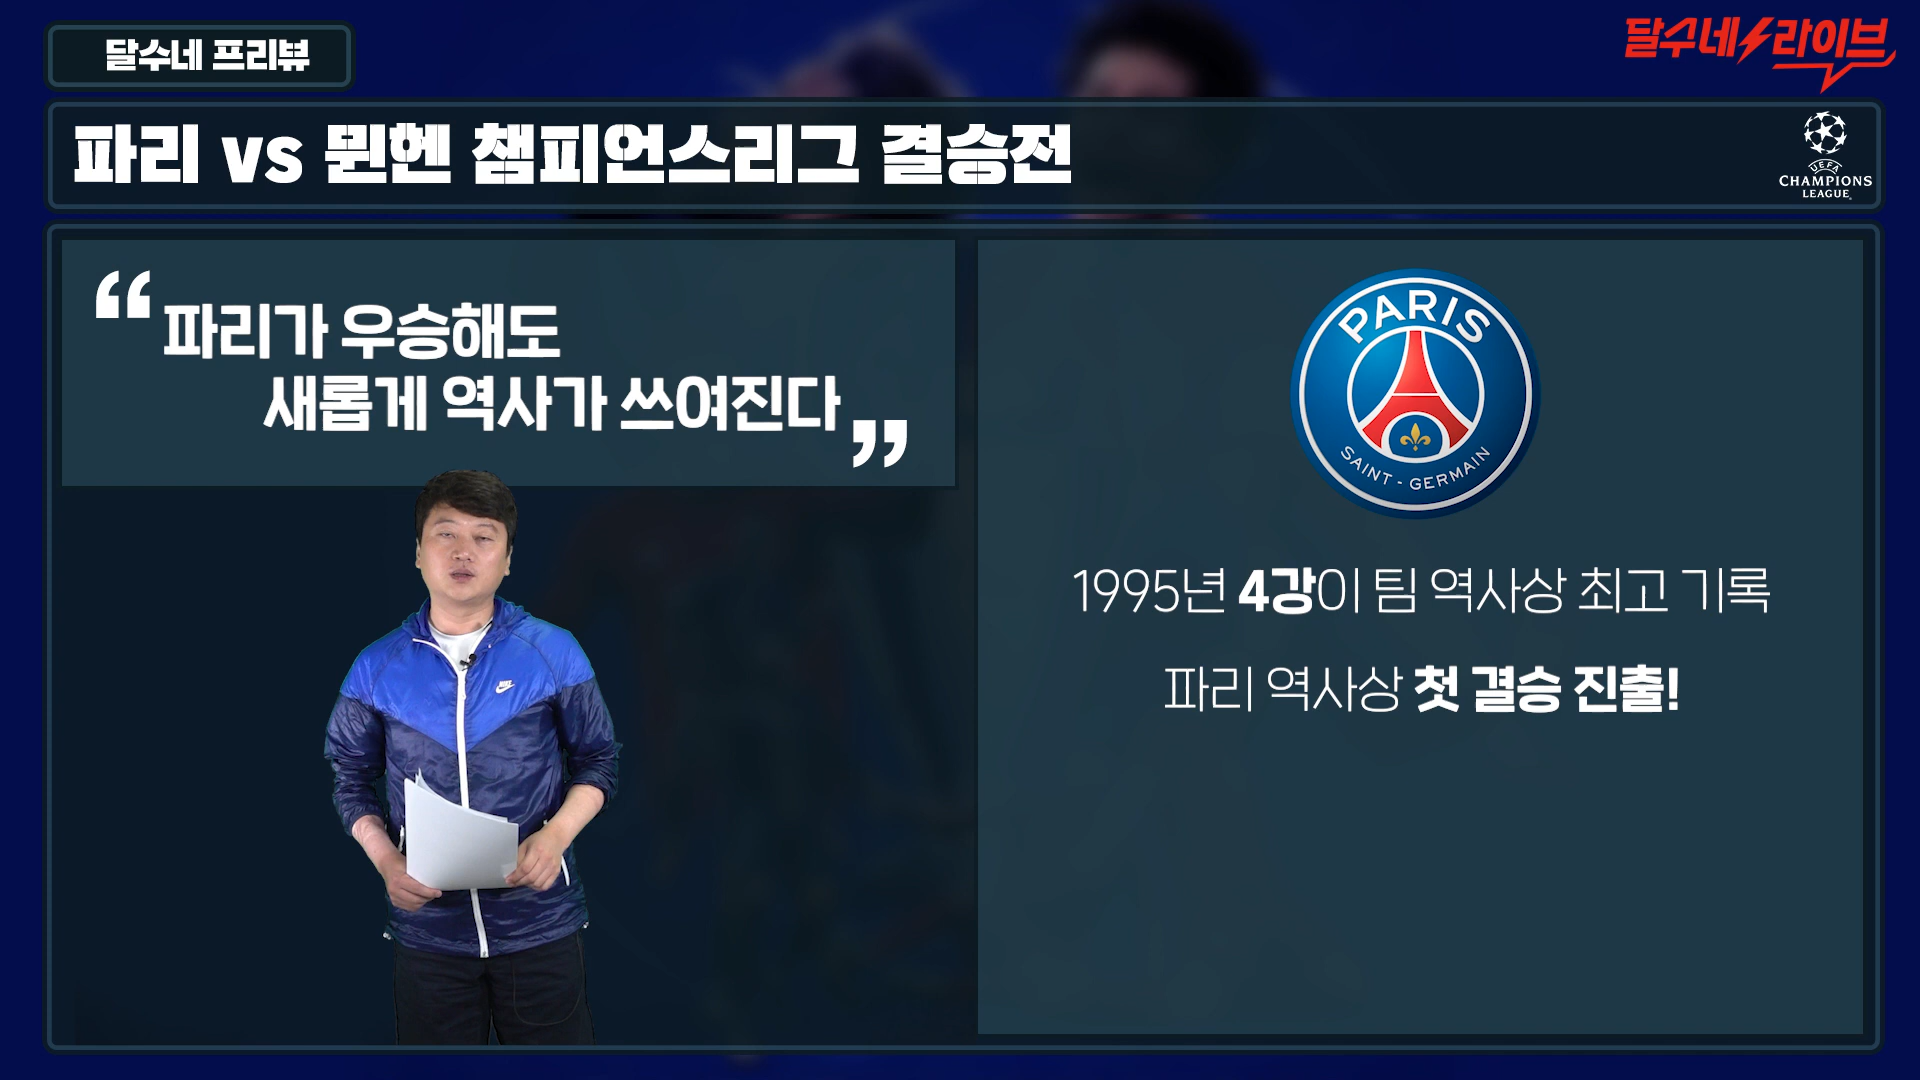 달수네 프리뷰
달수네 라이브
파리 vs 뮌헨 챔피언스리그 결승전
UEFA
CHAMPIONS
LEAGUE
“파리가 우승해도
새롭게 역사가 쓰여진다”
PARIS
SAINT - GERMAIN
1995년 4강이 팀 역사상 최고 기록
파리 역사상 첫 결승 진출!
NIKE